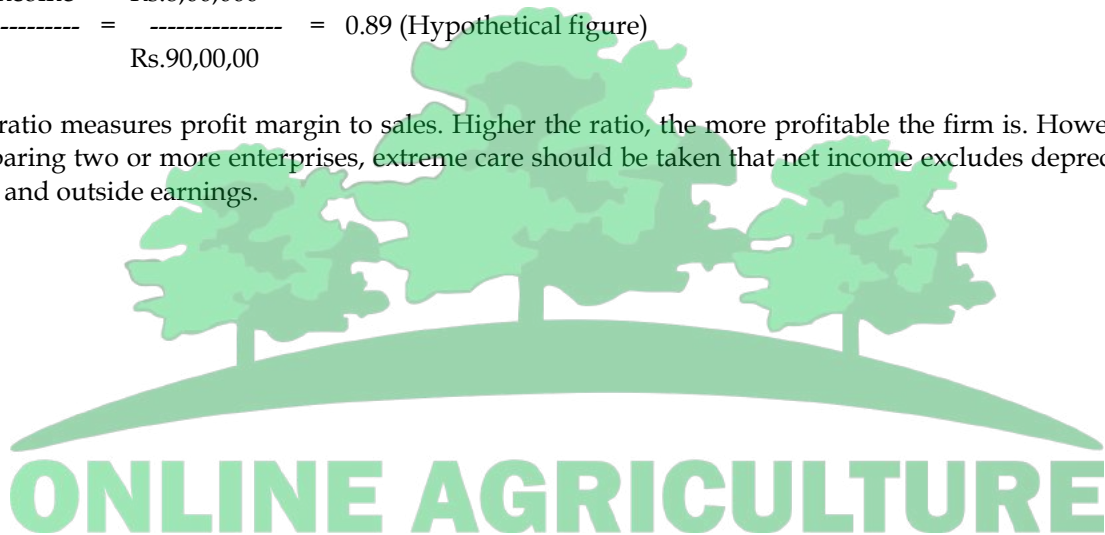 ---------- = --------------- = 0.89 (Hypothetical figure)
Rs.90,00,00
ratio measures profit margin to sales. Higher the ratio, the more profitable the firm is. Howe
paring two or more enterprises, extreme care should be taken that net income excludes deprec
and outside earnings.
ONLINE AGRICULTURE